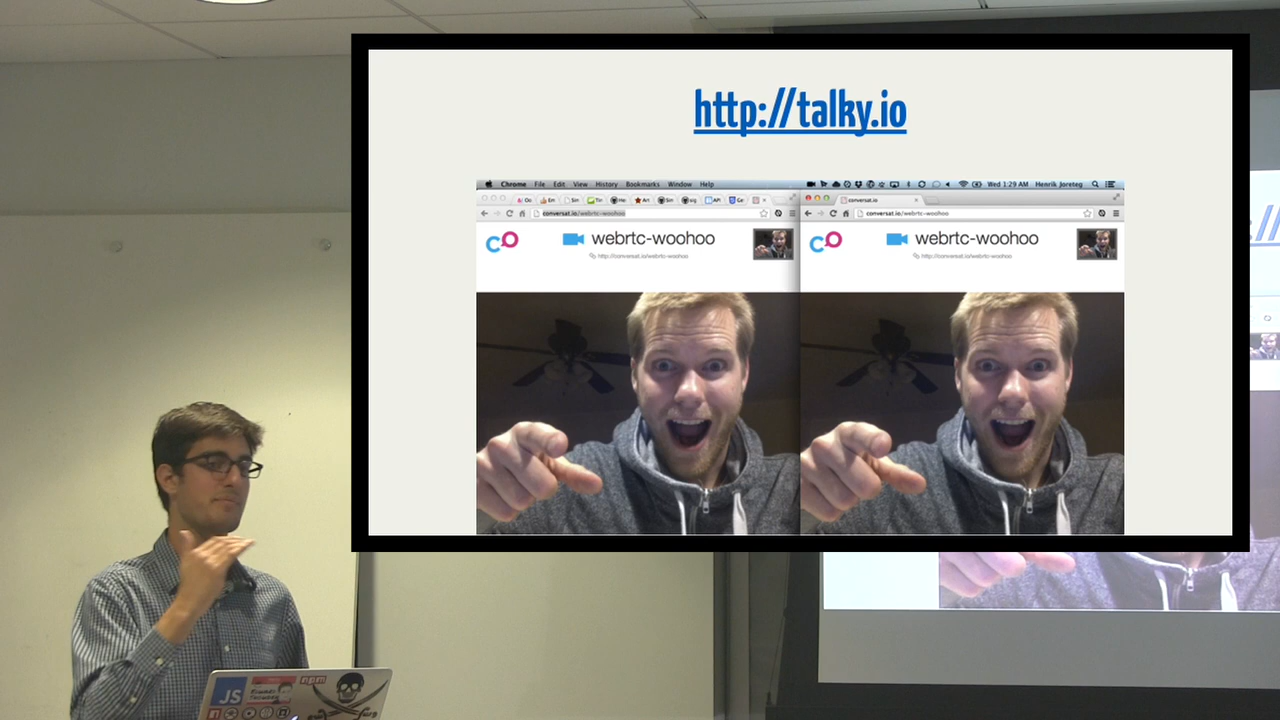 http://talky.io
Chrome File Edit View History Bookmarks Window Help
Wed 1:29 AM Henrik Joreteg
conversat.io
conversat.io/webrtc-woohoo
conversat.io/webrtc-woohoo
webrtc-woohoo
http://conversat.io/webrtc-woohoo
webrtc-woohoo
http://conversat.io/webrtc-woohoo
JS
npm